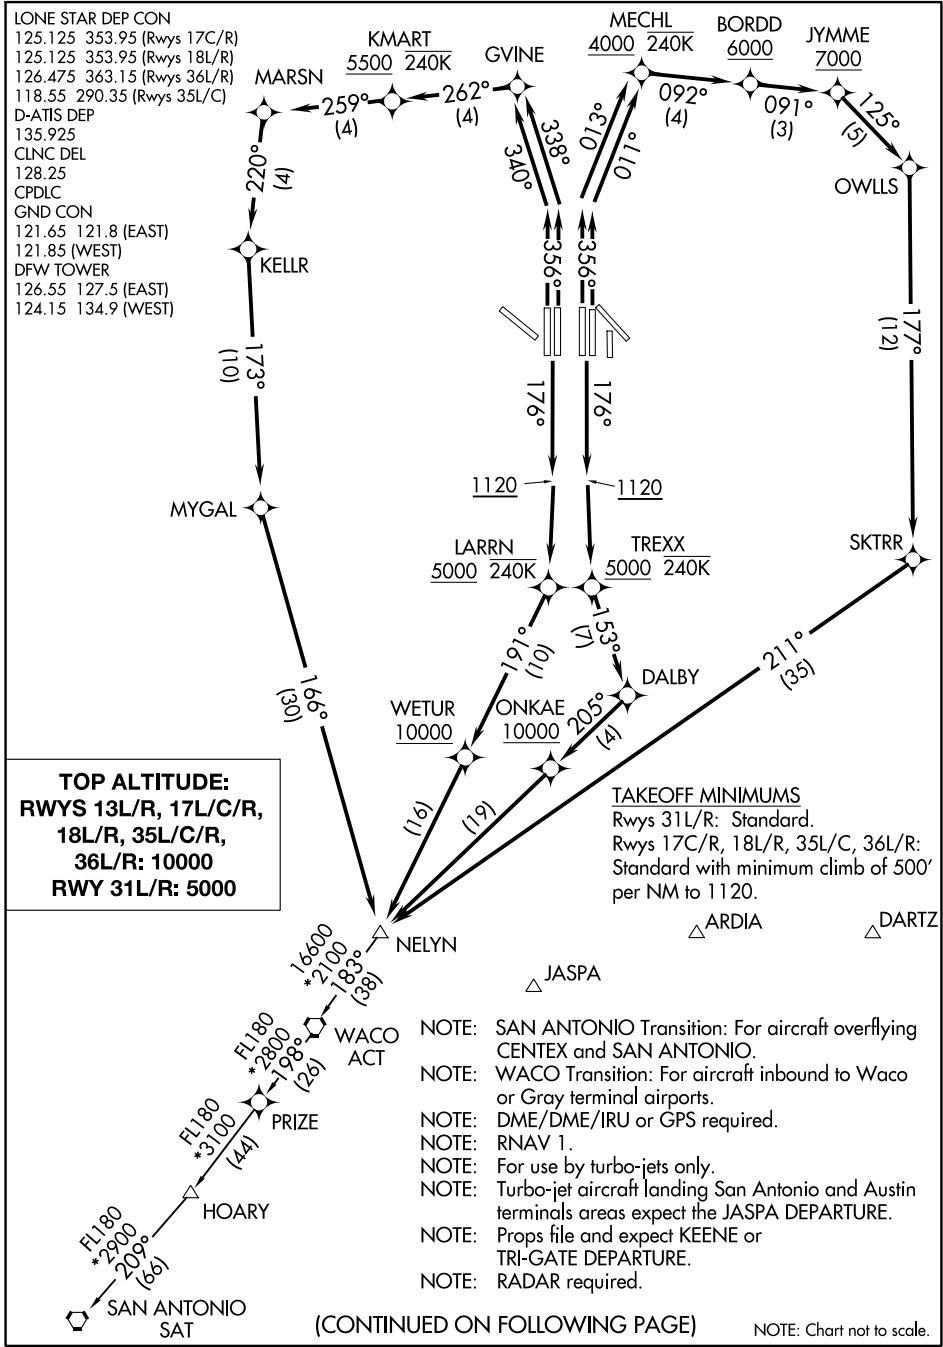 LONE STAR DEP CON
125.125 353.95 (Rwys 17C/R)
125.125 353.95 (Rwys 18L/R)
126.475 363.15 (Rwys 36L/R)
118.55 290.35 (Rwys 35L/C)
D-ATIS DEP
135.925
CLNC DEL
128.25
CPDLC
GND CON
121.65 121.8 (EAST)
121.85 (WEST)
DFW TOWER
126.55 127.5 (EAST)
124.15 134.9 (WEST)
MARSN
KMART
5500 240K
GVINE
MECHL
4000 240K
BORDD
6000
JYMME
7000
259°
(4)
262°
(4)
092°
(4)
091°
(3)
125°
(5)
OWLLS
220°
(4)
340°
338°
013°
011°
KELLR
356°
356°
173°
(10)
177°
(12)
176°
176°
1120
1120
MYGAL
LARRN
5000 240K
TREXX
5000 240K
SKTRR
191°
(10)
153°
(7)
211°
(35)
166°
(30)
DALBY
WETUR
10000
ONKAE
10000
205°
(4)
(16)
(19)
TOP ALTITUDE:
RWYS 13L/R, 17L/C/R,
18L/R, 35L/C/R,
36L/R: 10000
RWY 31L/R: 5000
TAKEOFF MINIMUMS
Rwys 31L/R: Standard.
Rwys 17C/R, 18L/R, 35L/C, 36L/R:
Standard with minimum climb of 500'
per NM to 1120.
NELYN
ARDIA
DARTZ
JASPA
16600
*2100
183°
(38)
WACO
ACT
FL180
*2800
198°
(26)
PRIZE
FL180
*3100
(44)
HOARY
FL180
*2900
209°
(66)
SAN ANTONIO
SAT
NOTE: SAN ANTONIO Transition: For aircraft overflying
CENTEX and SAN ANTONIO.
NOTE: WACO Transition: For aircraft inbound to Waco
or Gray terminal airports.
NOTE: DME/DME/IRU or GPS required.
NOTE: RNAV 1.
NOTE: For use by turbo-jets only.
NOTE: Turbo-jet aircraft landing San Antonio and Austin
terminals areas expect the JASPA DEPARTURE.
NOTE: Props file and expect KEENE or
TRI-GATE DEPARTURE.
NOTE: RADAR required.
(CONTINUED ON FOLLOWING PAGE)
NOTE: Chart not to scale.